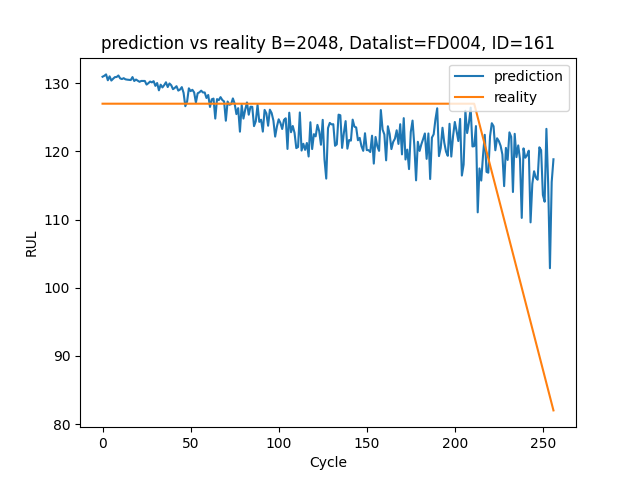 prediction vs reality B=2048, Datalist=FD004, ID=161
prediction
reality
RUL
130
120
110
100
90
80
0 50 100 150 200 250
Cycle